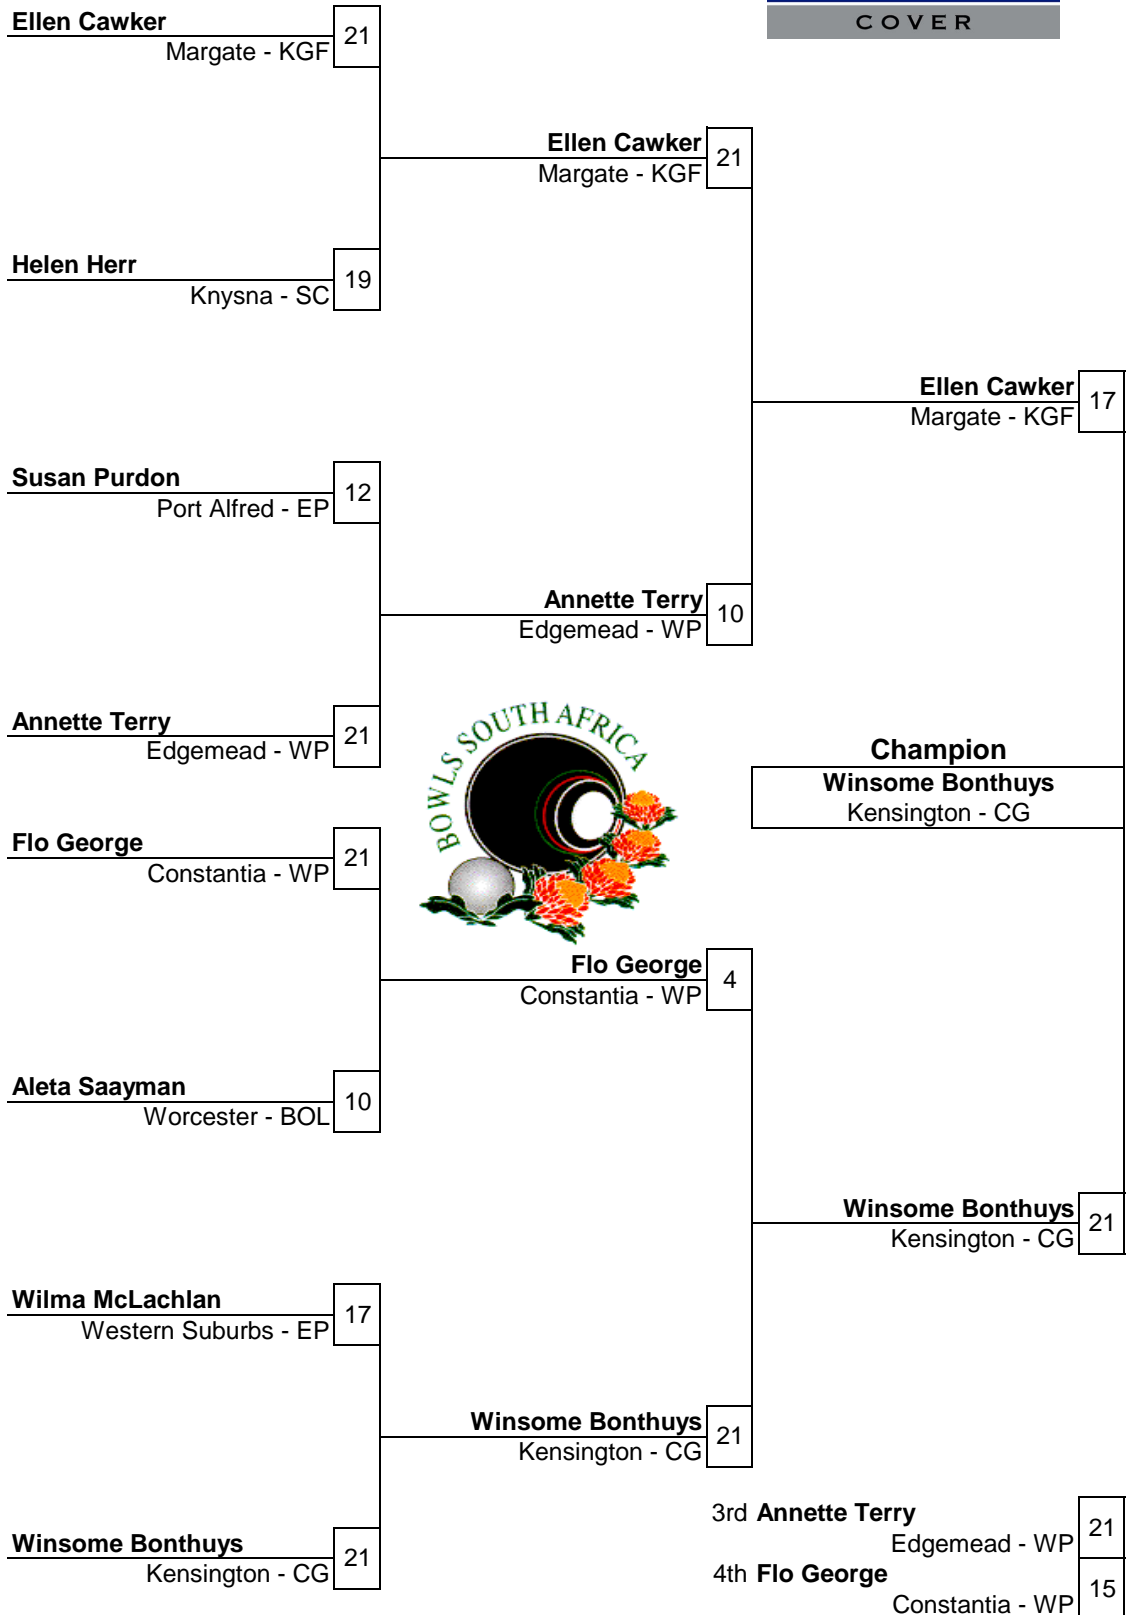 COVER
Ellen Cawker
Margate - KGF
21
Ellen Cawker
Margate - KGF
21
Helen Herr
Knysna - SC
19
Ellen Cawker
Margate - KGF
17
Susan Purdon
Port Alfred - EP
12
Annette Terry
Edgemead - WP
10
Annette Terry
Edgemead - WP
21
BOWLS SOUTH AFRICA
Champion
Winsome Bonthuys
Kensington - CG
Flo George
Constantia - WP
21
Flo George
Constantia - WP
4
Aleta Saayman
Worcester - BOL
10
Winsome Bonthuys
Kensington - CG
21
Wilma McLachlan
Western Suburbs - EP
17
Winsome Bonthuys
Kensington - CG
21
Winsome Bonthuys
Kensington - CG
21
3rd Annette Terry
Edgemead - WP
21
4th Flo George
Constantia - WP
15